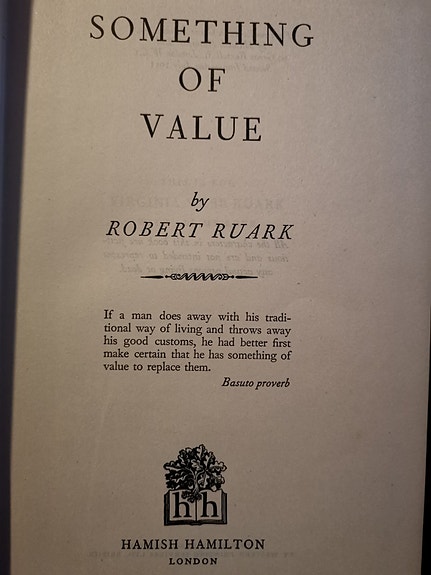 SOMETHING
OF
VALUE
by
ROBERT RUARK
If a man does away with his tradi-
tional way of living and throws away
his good customs, he had better first
make certain that he has something of
value to replace them.
Basuto proverb
h h
HAMISH HAMILTON
LONDON